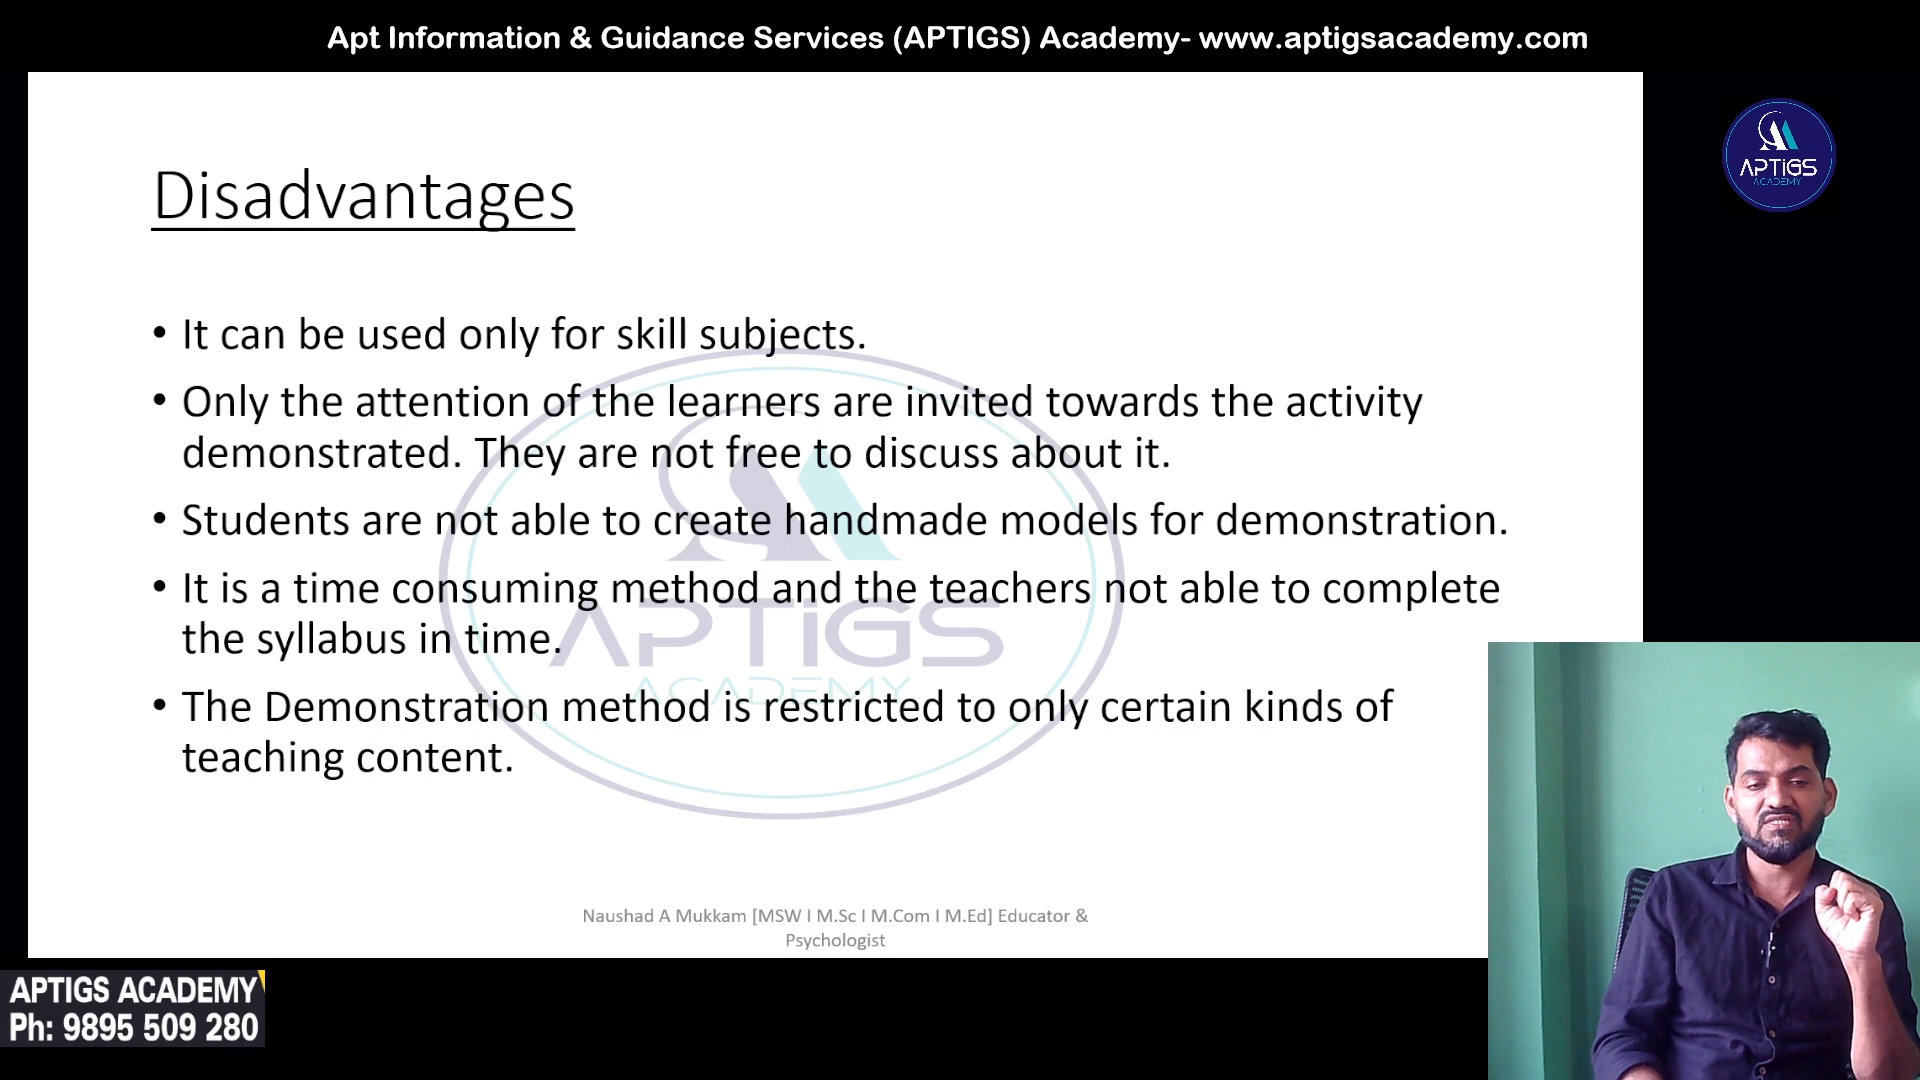 Apt Information & Guidance Services (APTIGS) Academy- www.aptigsacademy.com
APTiGS
ACADEMY
Disadvantages
• It can be used only for skill subjects.
• Only the attention of the learners are invited towards the activity
demonstrated. They are not free to discuss about it.
• Students are not able to create handmade models for demonstration.
• It is a time consuming method and the teachers not able to complete
the syllabus in time.
• The Demonstration method is restricted to only certain kinds of
teaching content.
APTiGS
ACADEMY
Naushad A Mukkam [MSW I M.Sc I M.Com I M.Ed] Educator &
Psychologist
APTIGS ACADEMY
Ph: 9895 509 280